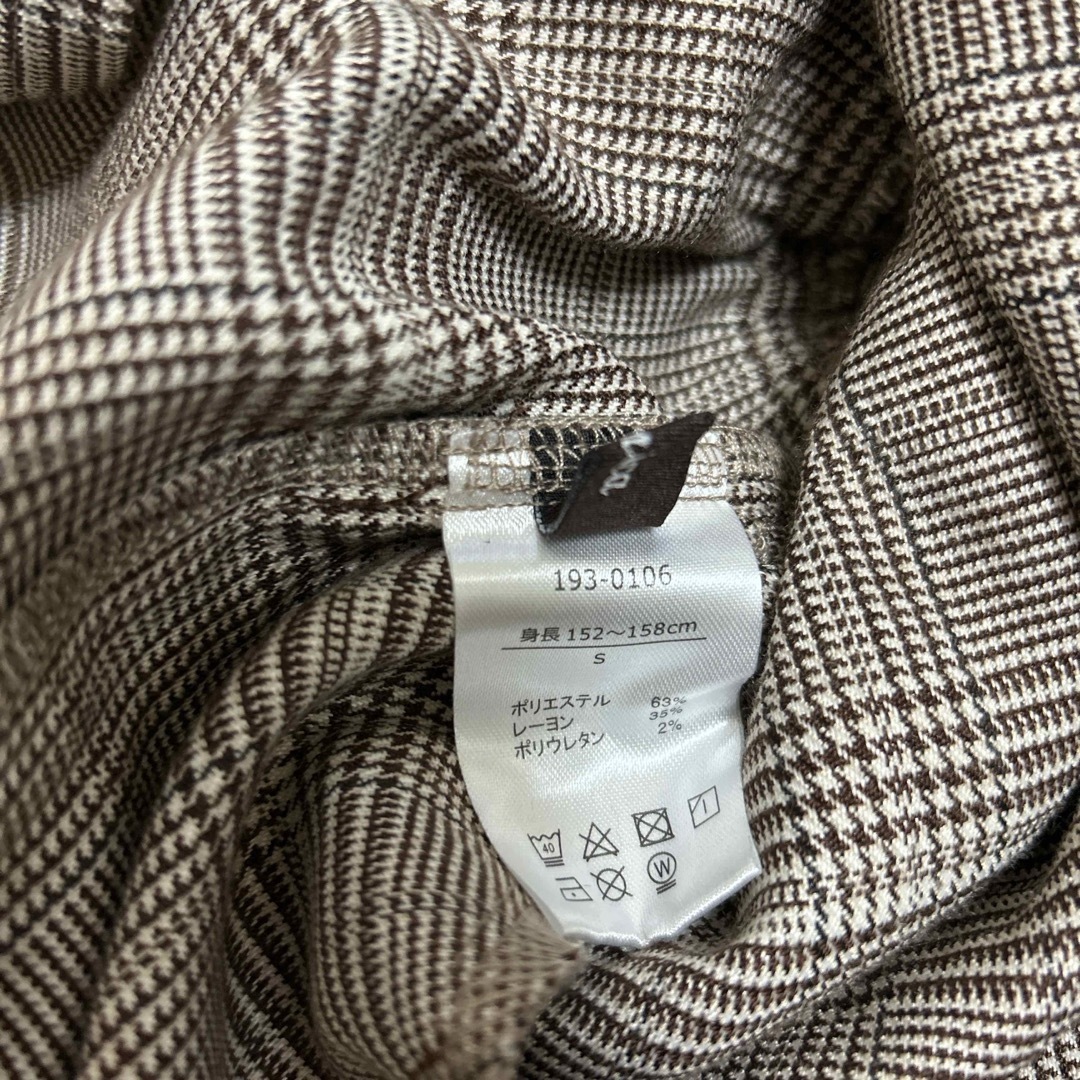 193-0106
身長 152~158cm
S
ポリエステル 63%
レーヨン 35%
ポリウレタン 2%
40
W